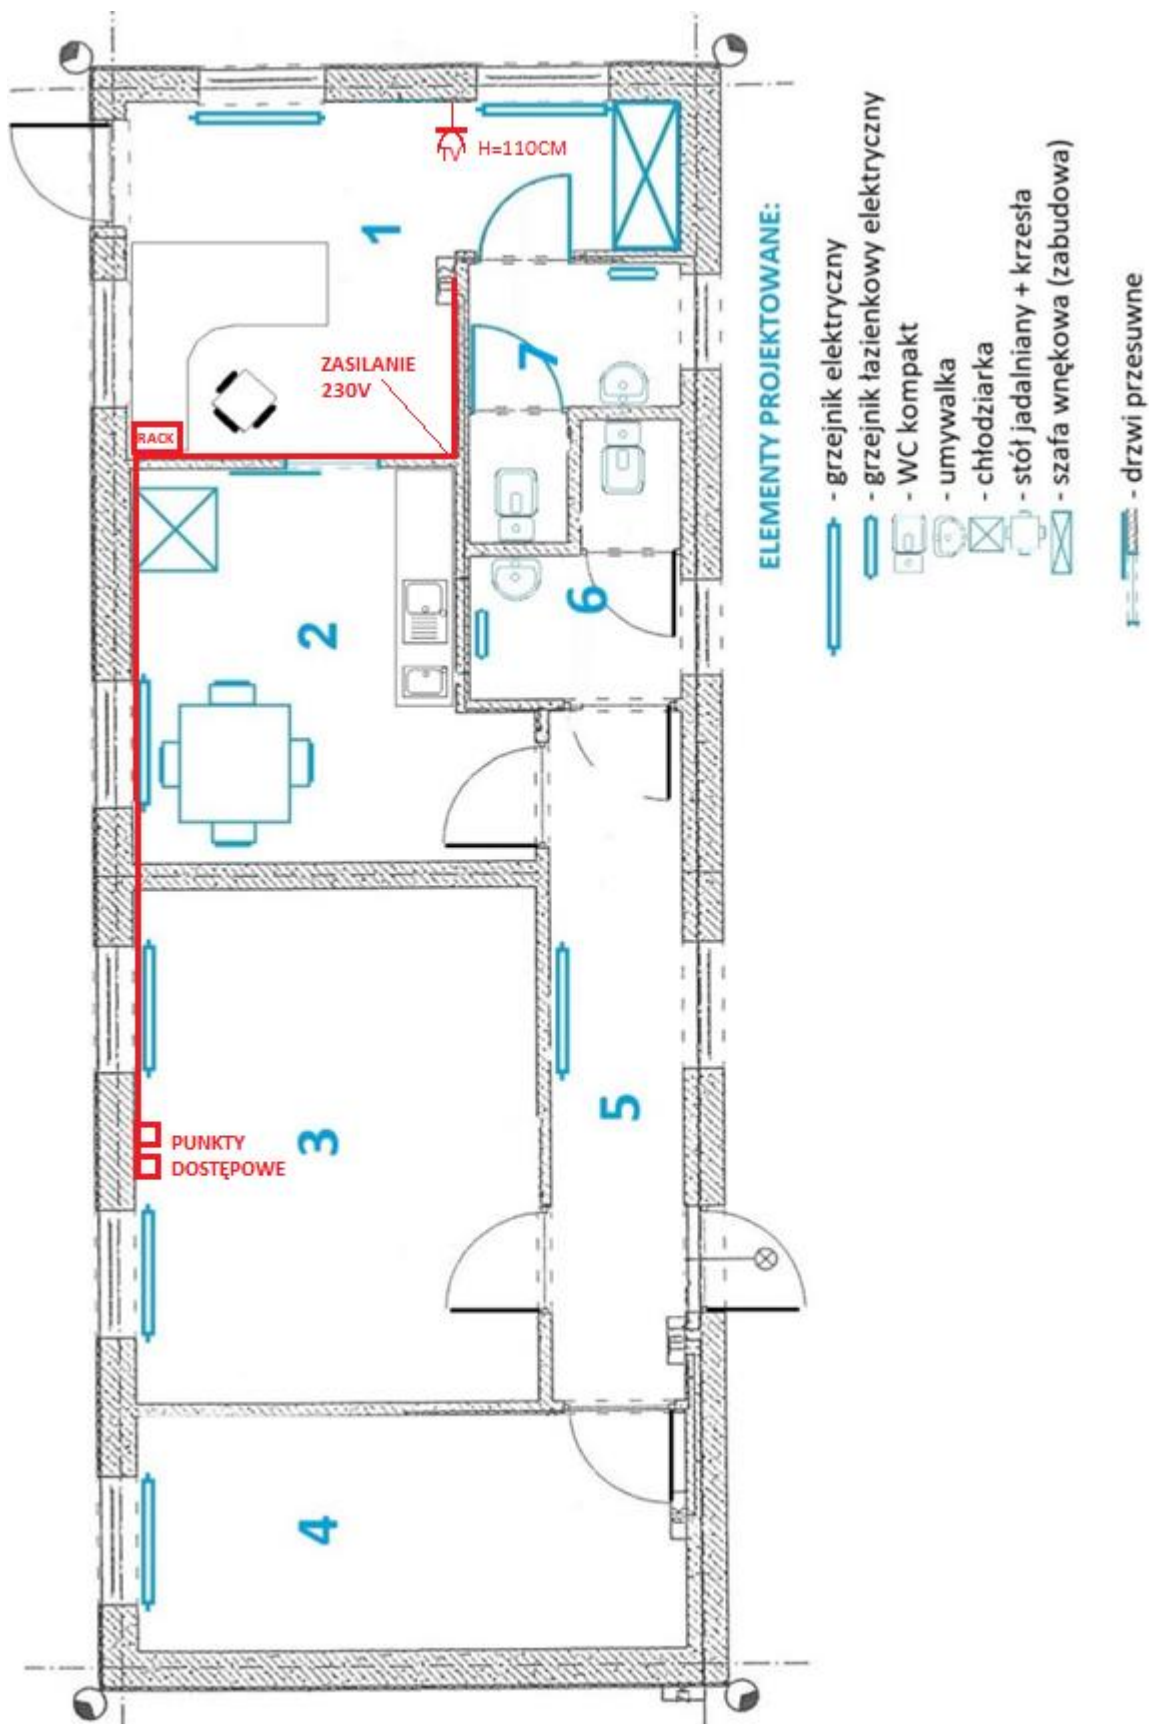 TV H=110CM
1
ZASILANIE
230V
RACK
7
2
6
PUNKTY
DOSTĘPOWE
3
5
4
ELEMENTY PROJEKTOWANE:
- grzejnik elektryczny
- grzejnik łazienkowy elektryczny
- WC kompakt
- umywalka
- chłodziarka
- stół jadalniany + krzesła
- szafa wnękowa (zabudowa)
- drzwi przesuwne